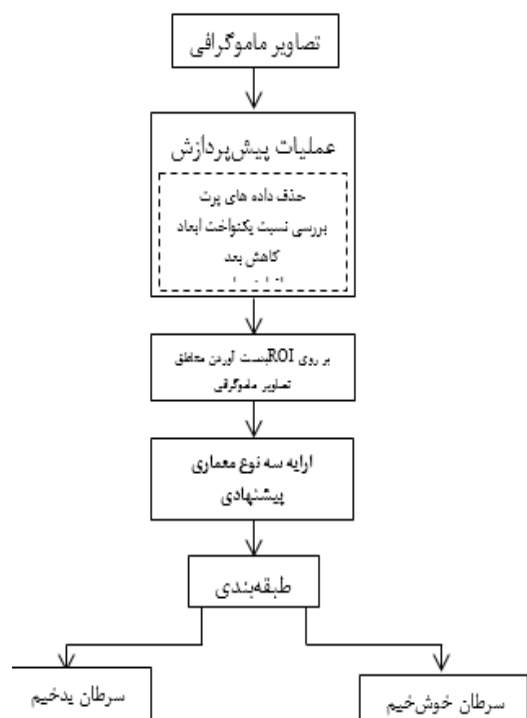 تصاویر ماموگرافی
عملیات پیش‌پردازش
حذف داده های پرت
بررسی نسبت یکنواخت ابعاد
کاهش بعد
بر روی ROIبدست آوردن مناطق
تصاویر ماموگرافی
ارایه سه نوع معماری
پیشنهادی
طبقه‌بندی
سرطان خوش‌خیم
سرطان یدخیم